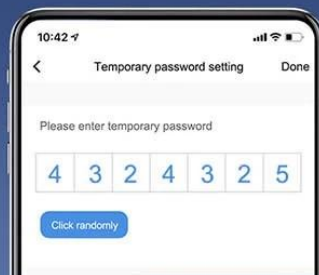 10:42
Temporary password setting Done
Please enter temporary password
4 3 2 4 3 2 5
Click randomly